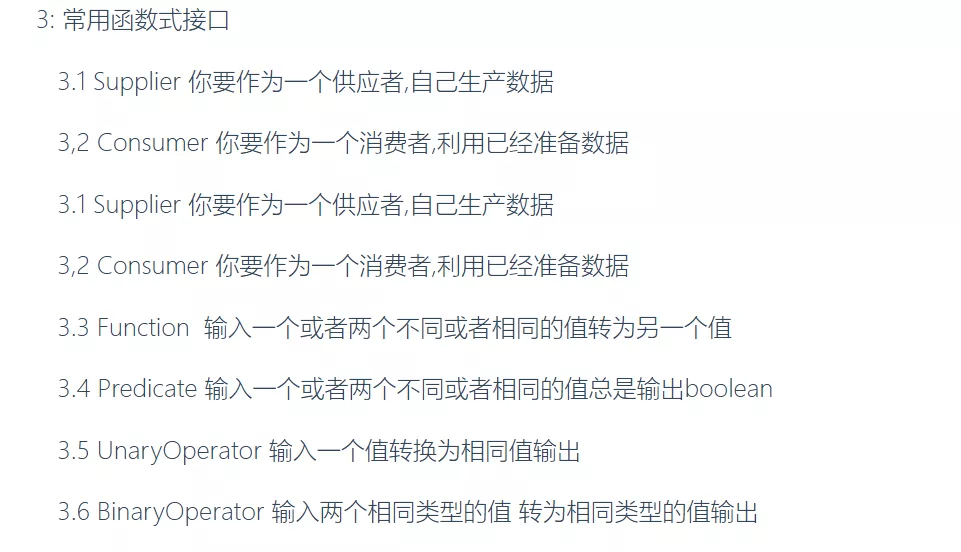 3: 常用函数式接口
3.1 Supplier 你要作为一个供应者,自己生产数据
3,2 Consumer 你要作为一个消费者,利用已经准备数据
3.1 Supplier 你要作为一个供应者,自己生产数据
3,2 Consumer 你要作为一个消费者,利用已经准备数据
3.3 Function 输入一个或者两个不同或者相同的值转为另一个值
3.4 Predicate 输入一个或者两个不同或者相同的值总是输出boolean
3.5 UnaryOperator 输入一个值转换为相同值输出
3.6 BinaryOperator 输入两个相同类型的值 转为相同类型的值输出